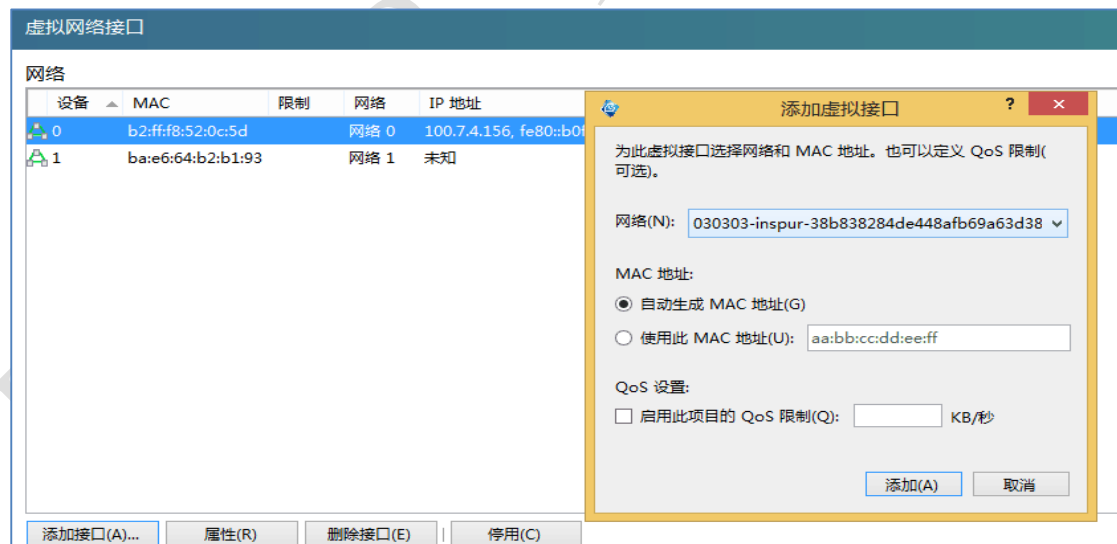 虚拟网络接口
网络
设备 MAC 限制 网络 IP 地址
0 b2:ff:f8:52:0c:5d 网络 0 100.7.4.156, fe80::b0f
1 ba:e6:64:b2:b1:93 网络 1 未知
添加虚拟接口 ? ×
为此虚拟接口选择网络和 MAC 地址。也可以定义 QoS 限制(
可选)。
网络(N): 030303-inspur-38b838284de448afb69a63d38
MAC 地址:
自动生成 MAC 地址(G)
使用此 MAC 地址(U): aa:bb:cc:dd:ee:ff
QoS 设置:
启用此项目的 QoS 限制(Q): KB/秒
添加(A) 取消
添加接口(A)... 属性(R) 删除接口(E) 停用(C)